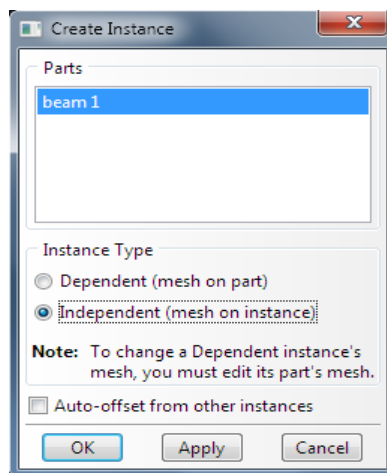 Create Instance
Parts
beam 1
Instance Type
Dependent (mesh on part)
Independent (mesh on instance)
Note: To change a Dependent instance's
mesh, you must edit its part's mesh.
Auto-offset from other instances
OK Apply Cancel